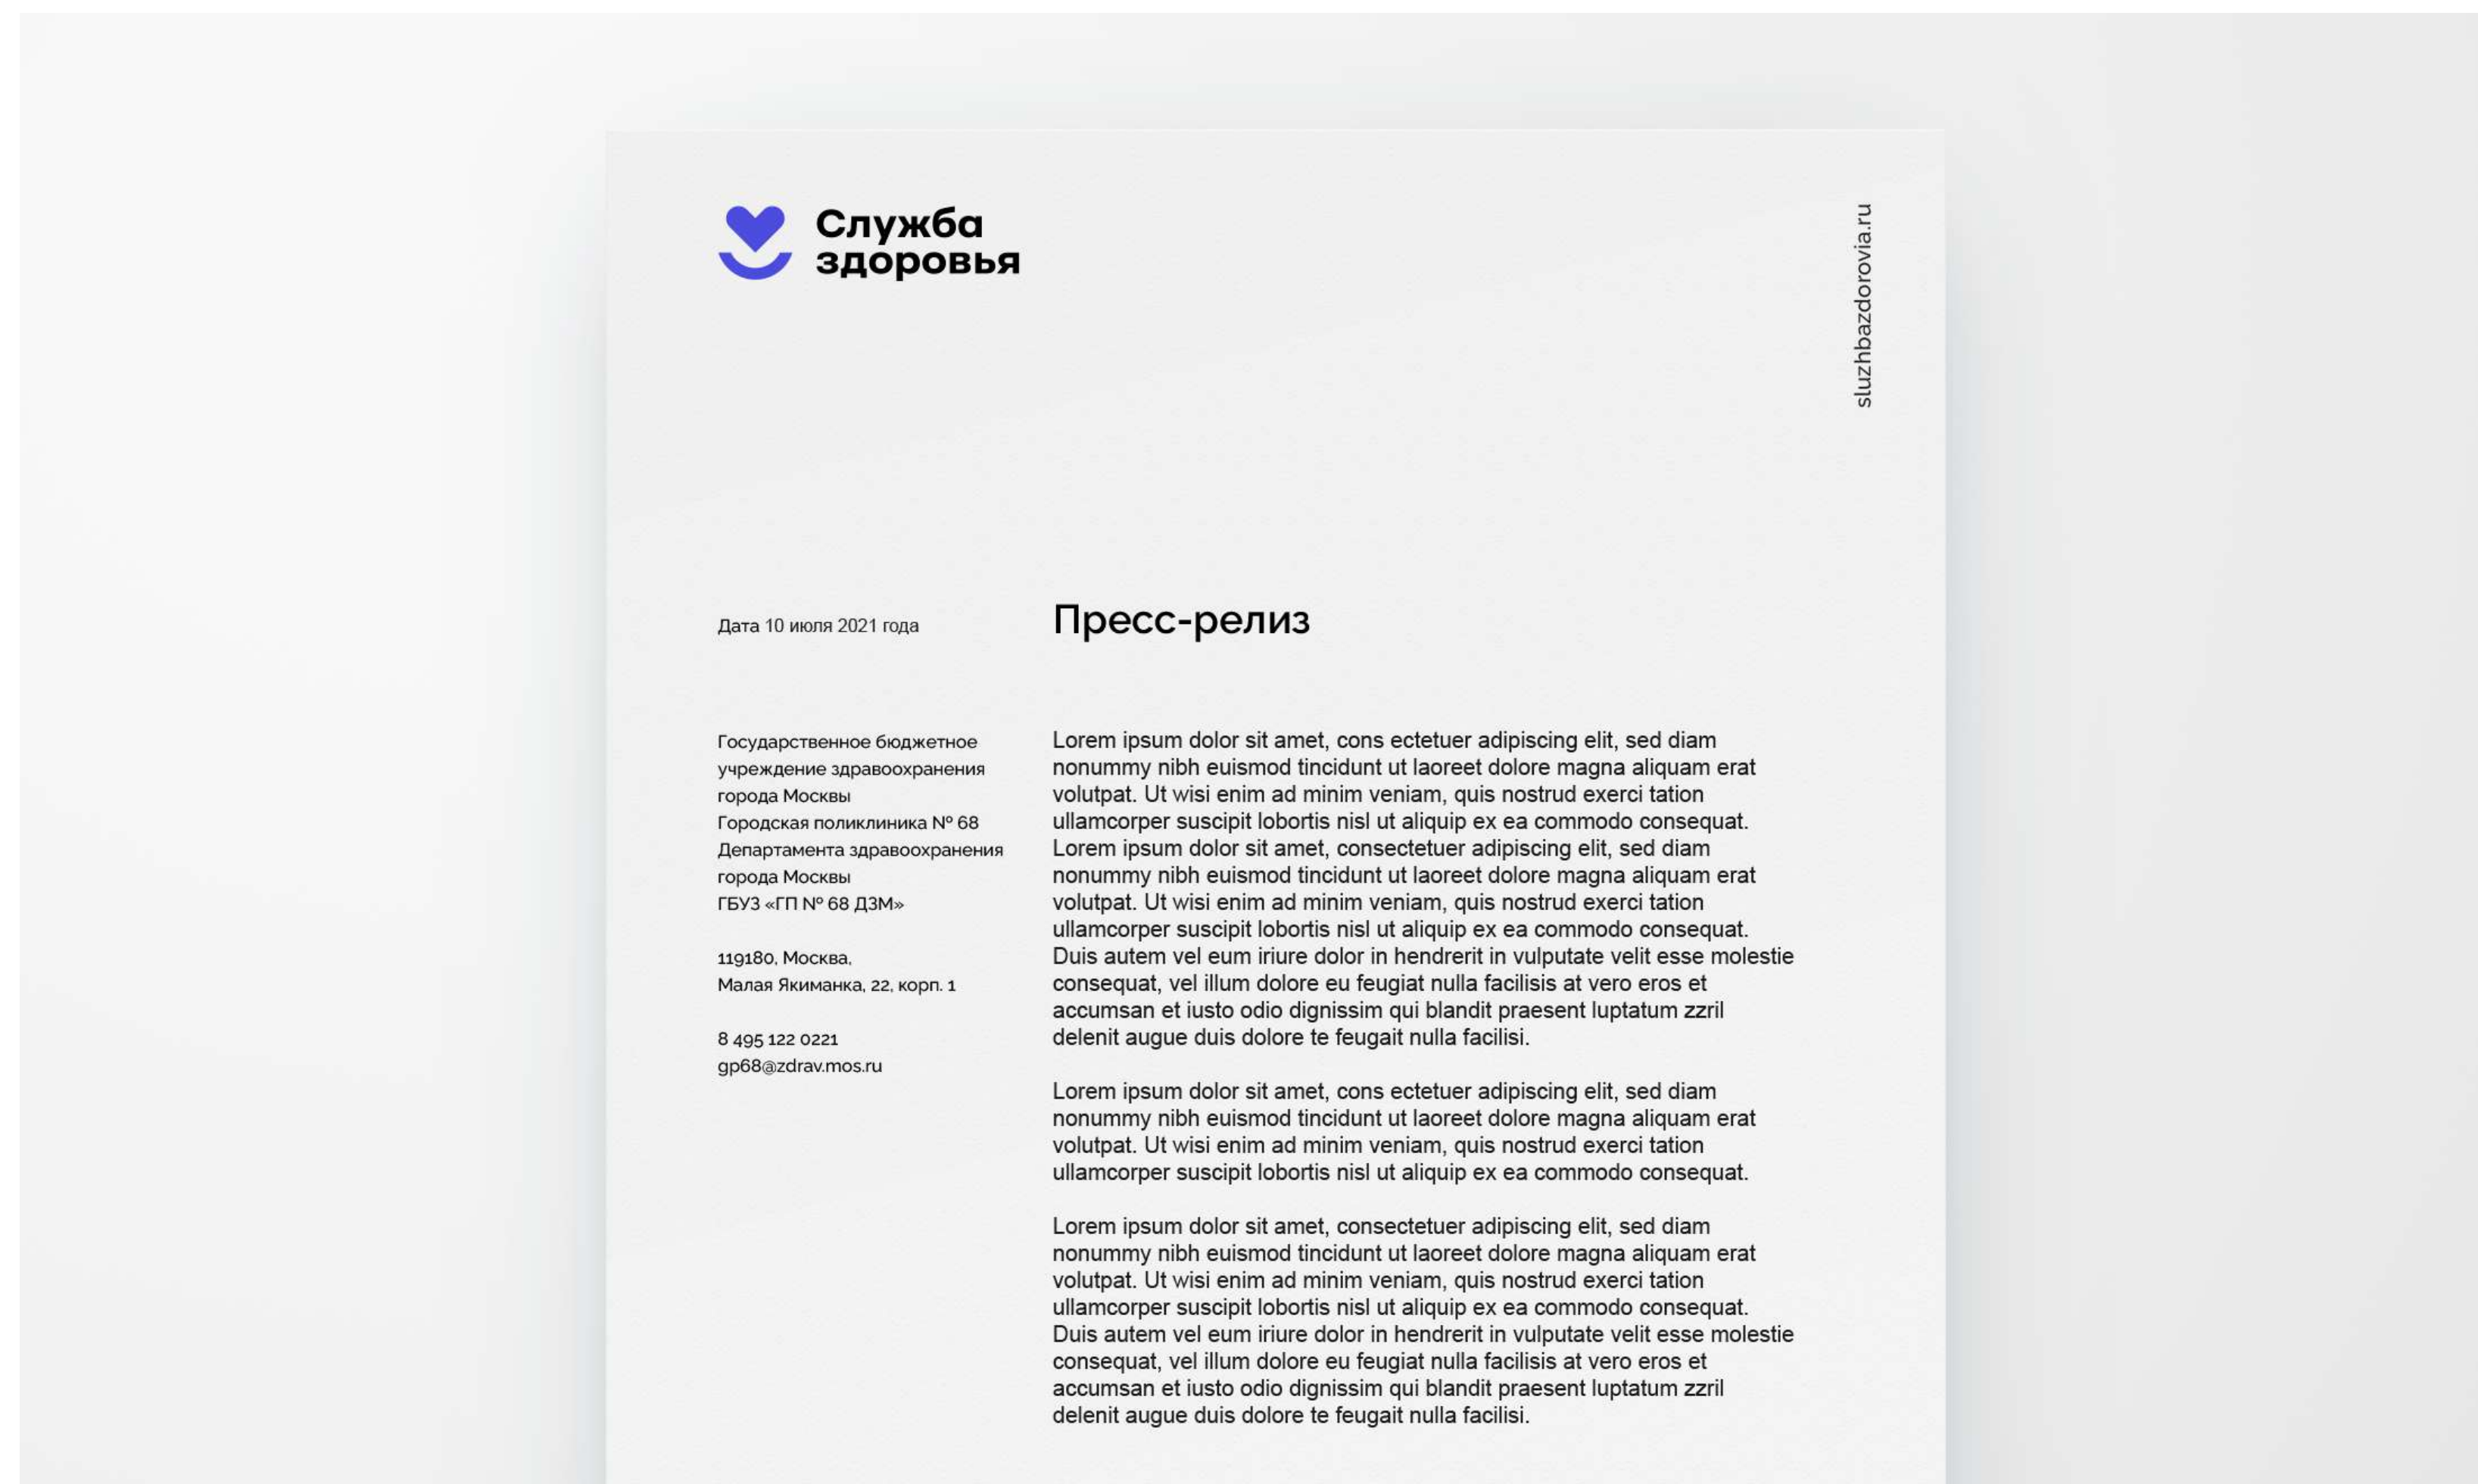 Служба
здоровья
sluzhbazdorovia.ru
Дата 10 июля 2021 года
Пресс-релиз
Государственное бюджетное
учреждение здравоохранения
города Москвы
Городская поликлиника № 68
Департамента здравоохранения
города Москвы
ГБУЗ «ГП № 68 ДЗМ»
119180, Москва,
Малая Якиманка, 22, корп. 1
8 495 122 0221
gp68@zdrav.mos.ru
Lorem ipsum dolor sit amet, cons ectetuer adipiscing elit, sed diam
nonummy nibh euismod tincidunt ut laoreet dolore magna aliquam erat
volutpat. Ut wisi enim ad minim veniam, quis nostrud exerci tation
ullamcorper suscipit lobortis nisl ut aliquip ex ea commodo consequat.
Lorem ipsum dolor sit amet, consectetuer adipiscing elit, sed diam
nonummy nibh euismod tincidunt ut laoreet dolore magna aliquam erat
volutpat. Ut wisi enim ad minim veniam, quis nostrud exerci tation
ullamcorper suscipit lobortis nisl ut aliquip ex ea commodo consequat.
Duis autem vel eum iriure dolor in hendrerit in vulputate velit esse molestie
consequat, vel illum dolore eu feugiat nulla facilisis at vero eros et
accumsan et iusto odio dignissim qui blandit praesent luptatum zzril
delenit augue duis dolore te feugait nulla facilisi.
Lorem ipsum dolor sit amet, cons ectetuer adipiscing elit, sed diam
nonummy nibh euismod tincidunt ut laoreet dolore magna aliquam erat
volutpat. Ut wisi enim ad minim veniam, quis nostrud exerci tation
ullamcorper suscipit lobortis nisl ut aliquip ex ea commodo consequat.
Lorem ipsum dolor sit amet, consectetuer adipiscing elit, sed diam
nonummy nibh euismod tincidunt ut laoreet dolore magna aliquam erat
volutpat. Ut wisi enim ad minim veniam, quis nostrud exerci tation
ullamcorper suscipit lobortis nisl ut aliquip ex ea commodo consequat.
Duis autem vel eum iriure dolor in hendrerit in vulputate velit esse molestie
consequat, vel illum dolore eu feugiat nulla facilisis at vero eros et
accumsan et iusto odio dignissim qui blandit praesent luptatum zzril
delenit augue duis dolore te feugait nulla facilisi.